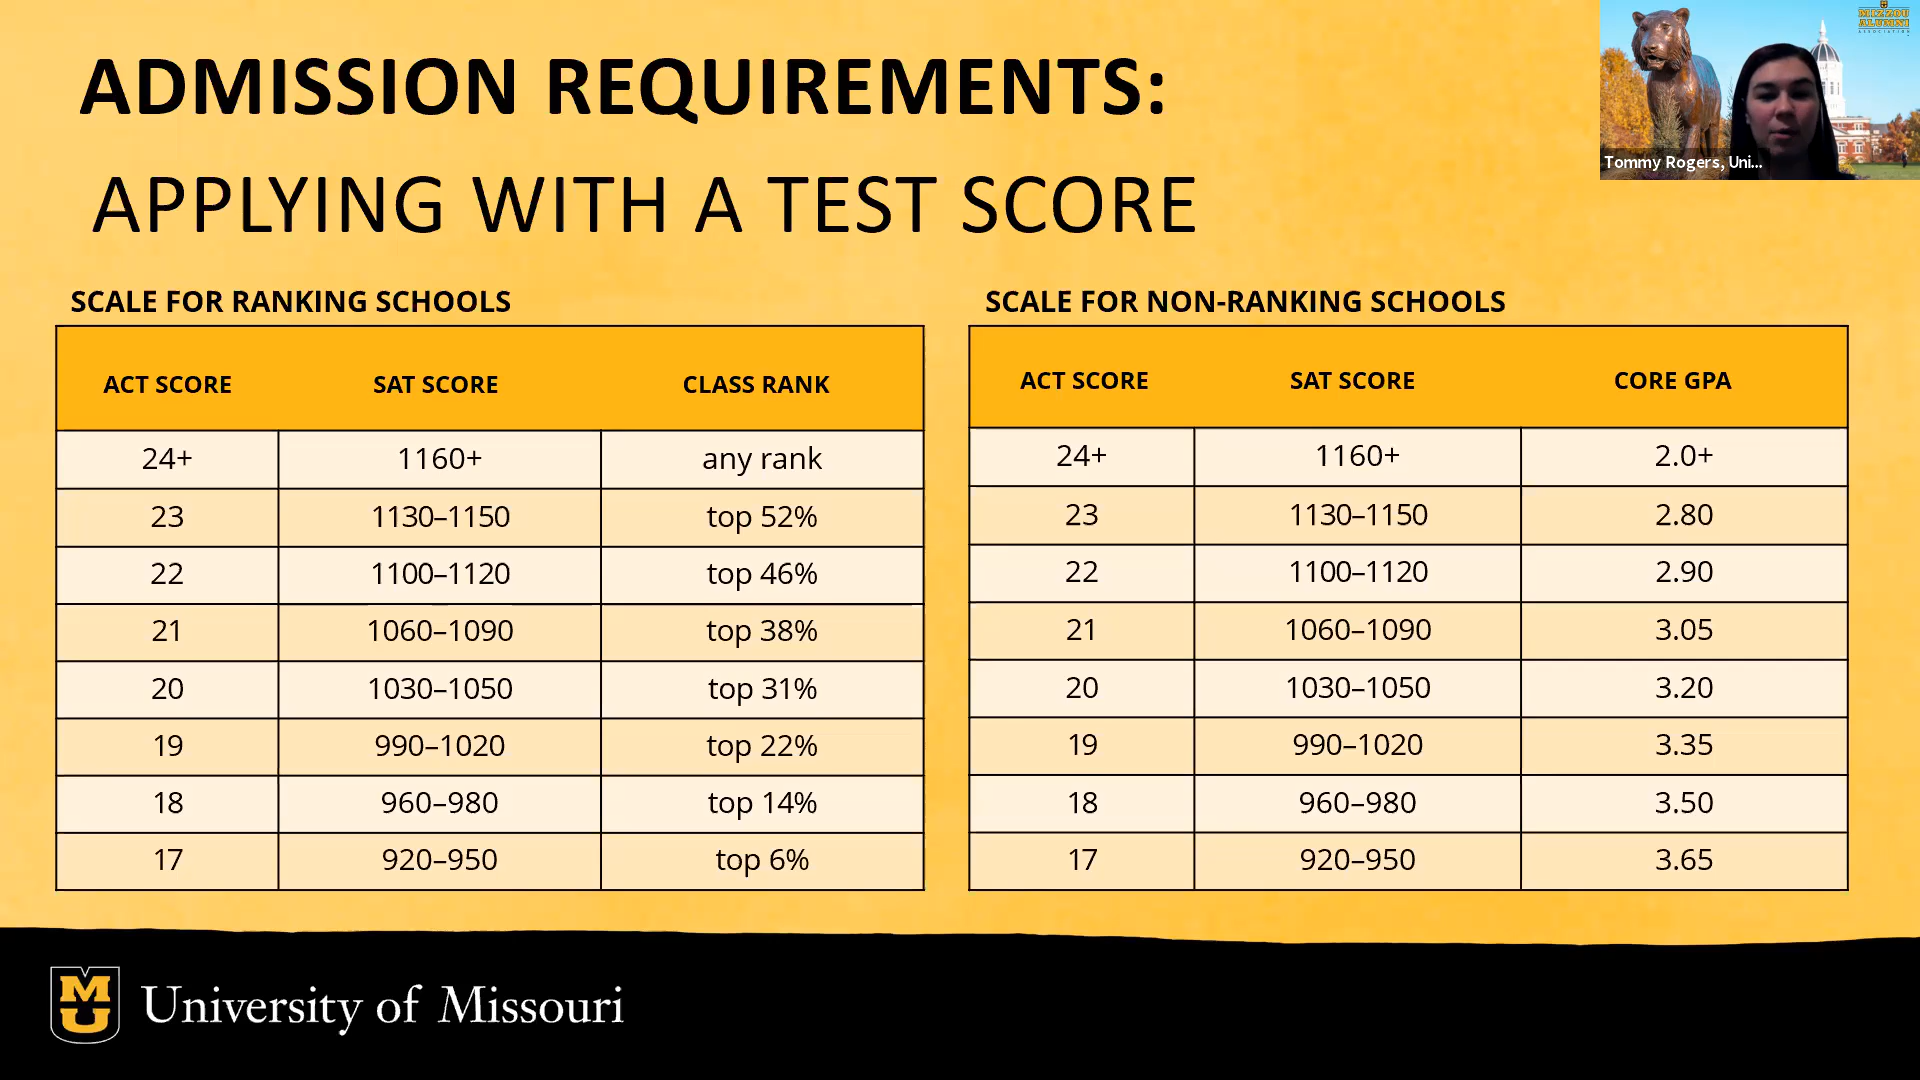 ADMISSION REQUIREMENTS:
APPLYING WITH A TEST SCORE
MIZZOU
ALUMNI
ASSOCIATION
Tommy Rogers, Uni...
SCALE FOR RANKING SCHOOLS
ACT SCORE SAT SCORE CLASS RANK
24+ 1160+ any rank
23 1130–1150 top 52%
22 1100–1120 top 46%
21 1060–1090 top 38%
20 1030–1050 top 31%
19 990–1020 top 22%
18 960–980 top 14%
17 920–950 top 6%
SCALE FOR NON-RANKING SCHOOLS
ACT SCORE SAT SCORE CORE GPA
24+ 1160+ 2.0+
23 1130–1150 2.80
22 1100–1120 2.90
21 1060–1090 3.05
20 1030–1050 3.20
19 990–1020 3.35
18 960–980 3.50
17 920–950 3.65
MU
University of Missouri